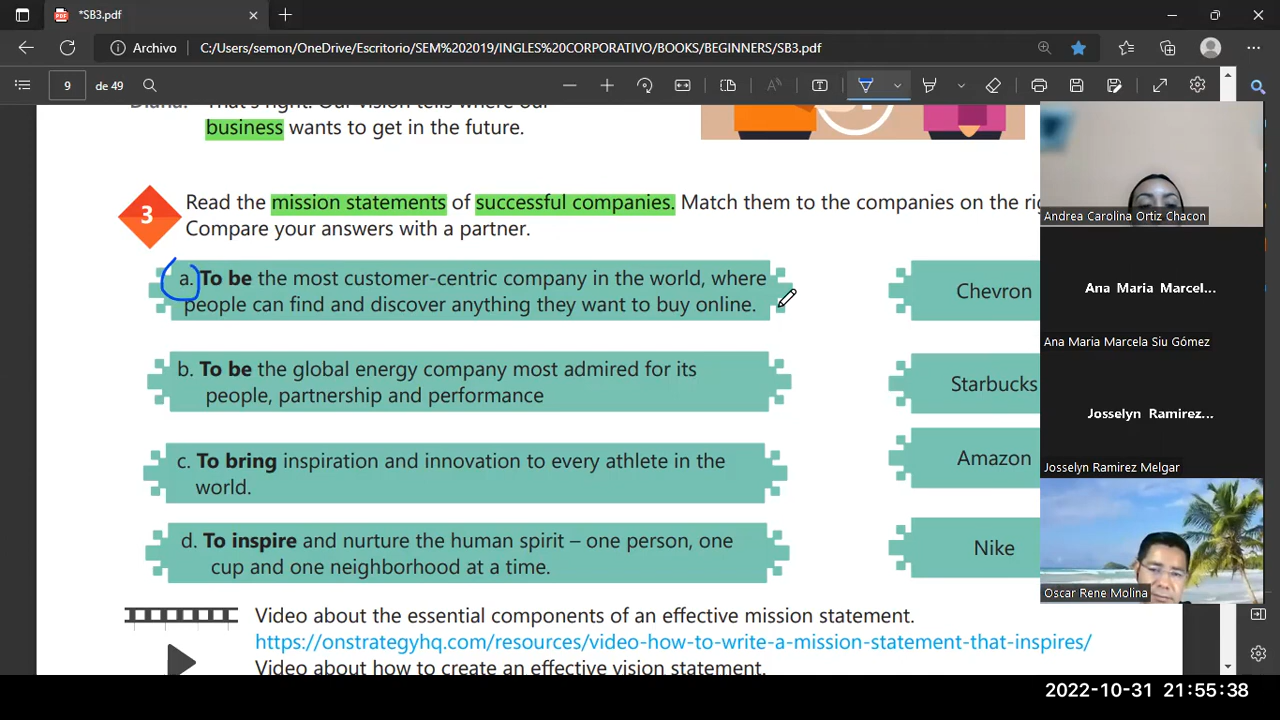 *SB3.pdf
Archivo
C:/Users/semon/OneDrive/Escritorio/SEM%202019/INGLES%20CORPORATIVO/BOOKS/BEGINNERS/SB3.pdf
9
de 49
That's right. Our vision tells where our
business wants to get in the future.
3
Read the mission statements of successful companies. Match them to the companies on the
Compare your answers with a partner.
a. To be the most customer-centric company in the world, where
people can find and discover anything they want to buy online.
Chevron
b. To be the global energy company most admired for its
people, partnership and performance
Starbucks
c. To bring inspiration and innovation to every athlete in the
world.
Amazon
d. To inspire and nurture the human spirit – one person, one
cup and one neighborhood at a time.
Nike
Video about the essential components of an effective mission statement.
https://onstrategyhq.com/resources/video-how-to-write-a-mission-statement-that-inspires/
Video about how to create an effective vision statement.
Andrea Carolina Ortiz Chacon
Ana Maria Marcel...
Ana Maria Marcela Siu Gómez
Josselyn Ramirez...
Josselyn Ramirez Melgar
Oscar Rene Molina
2022-10-31 21:55:38